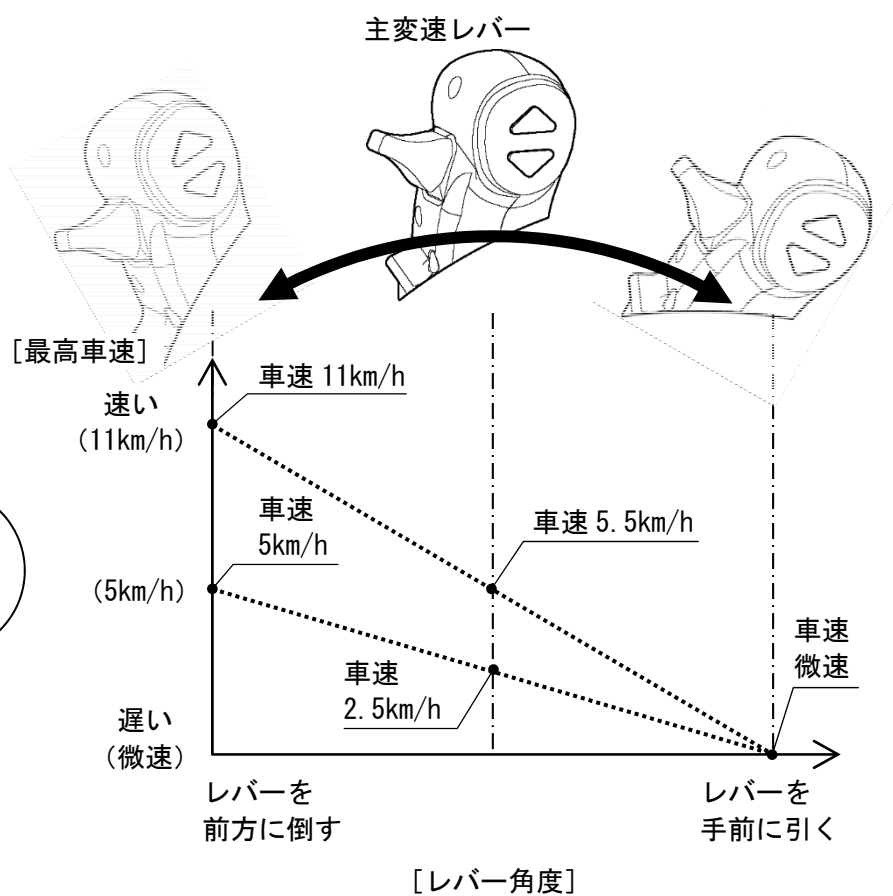 主変速レバー
[最高車速]
車速 11km/h
速い
(11km/h)
車速
5km/h
車速 5.5km/h
(5km/h)
車速
微速
車速
2.5km/h
遅い
(微速)
レバーを
前方に倒す
レバーを
手前に引く
[レバー角度]